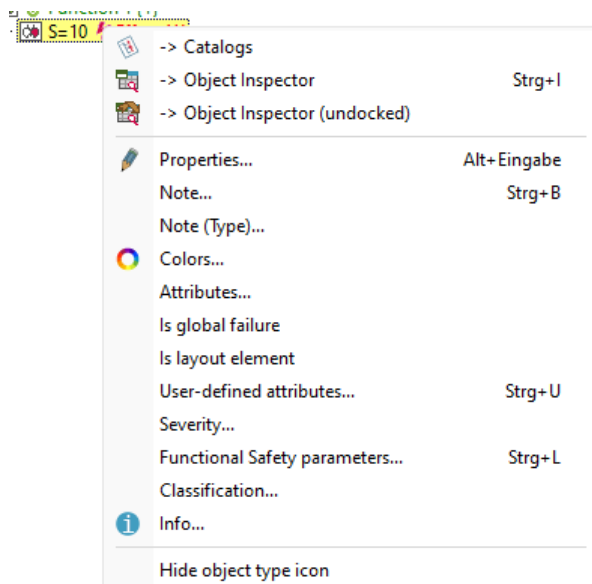 S=10
-> Catalogs
-> Object Inspector Strg+I
-> Object Inspector (undocked)
Properties... Alt+Eingabe
Note... Strg+B
Note (Type)...
Colors...
Attributes...
Is global failure
Is layout element
User-defined attributes... Strg+U
Severity...
Functional Safety parameters... Strg+L
Classification...
Info...
Hide object type icon